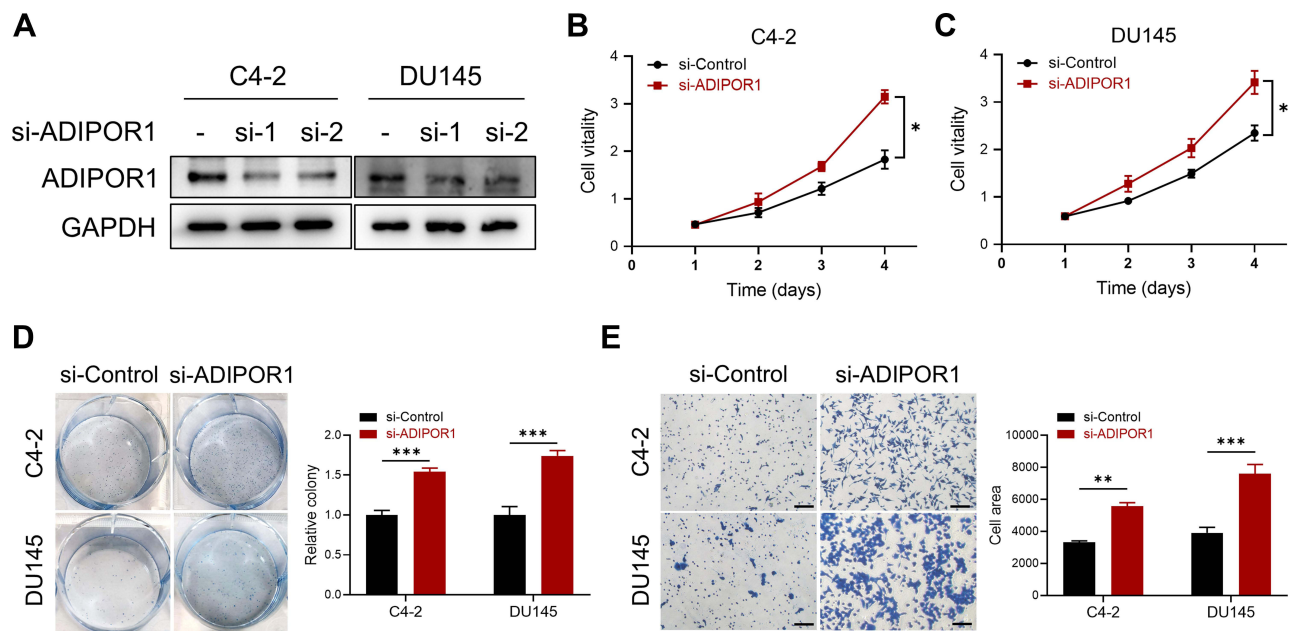 A
C4-2 DU145
si-ADIPOR1 - si-1 si-2 - si-1 si-2
ADIPOR1
GAPDH
B
C4-2
si-Control
si-ADIPOR1
Cell vitality
4
3
2
1
0
0 1 2 3 4
*
Time (days)
C
DU145
si-Control
si-ADIPOR1
Cell vitality
4
3
2
1
0
0 1 2 3 4
*
Time (days)
D
si-Control si-ADIPOR1
C4-2
DU145
si-Control
si-ADIPOR1
Relative colony
2.0
1.5
1.0
0.5
0.0
*** ***
C4-2 DU145
E
si-Control si-ADIPOR1
C4-2
DU145
si-Control
si-ADIPOR1
Cell area
10000
8000
6000
4000
2000
0
** ***
C4-2 DU145